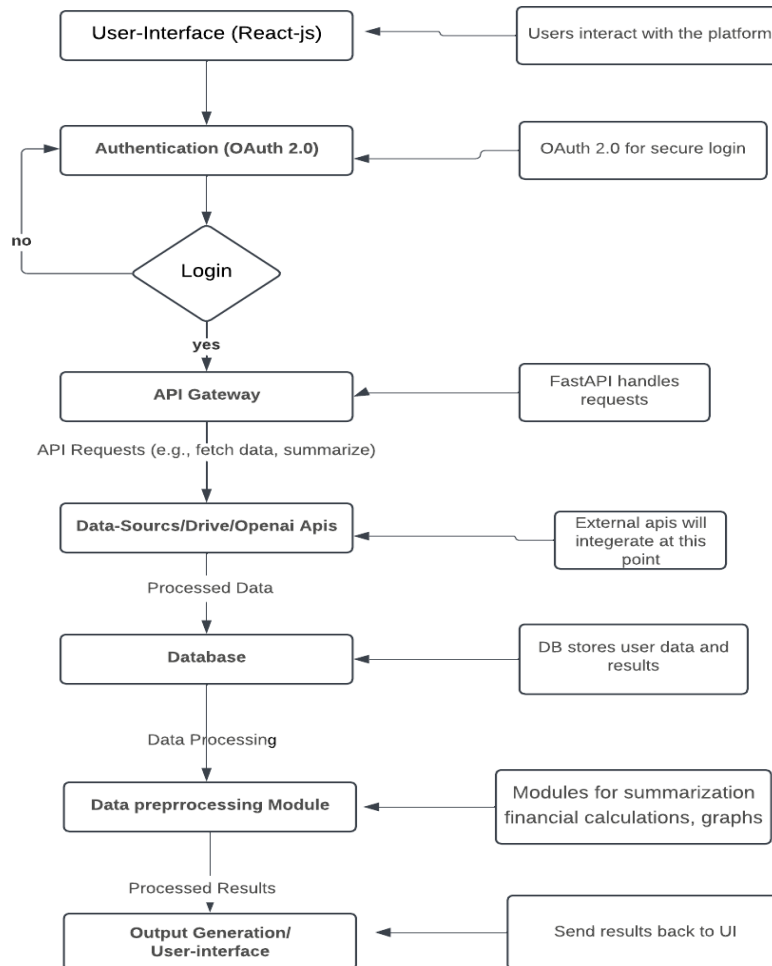 User-Interface (React-js)
Users interact with the platform
Authentication (OAuth 2.0)
OAuth 2.0 for secure login
no
Login
yes
API Gateway
FastAPI handles
requests
API Requests (e.g., fetch data, summarize)
Data-Sourcs/Drive/Openai Apis
External apis will
integerate at this
point
Processed Data
Database
DB stores user data and
results
Data Processing
Data preprrocessing Module
Modules for summarization
financial calculations, graphs
Processed Results
Output Generation/
User-interface
Send results back to UI